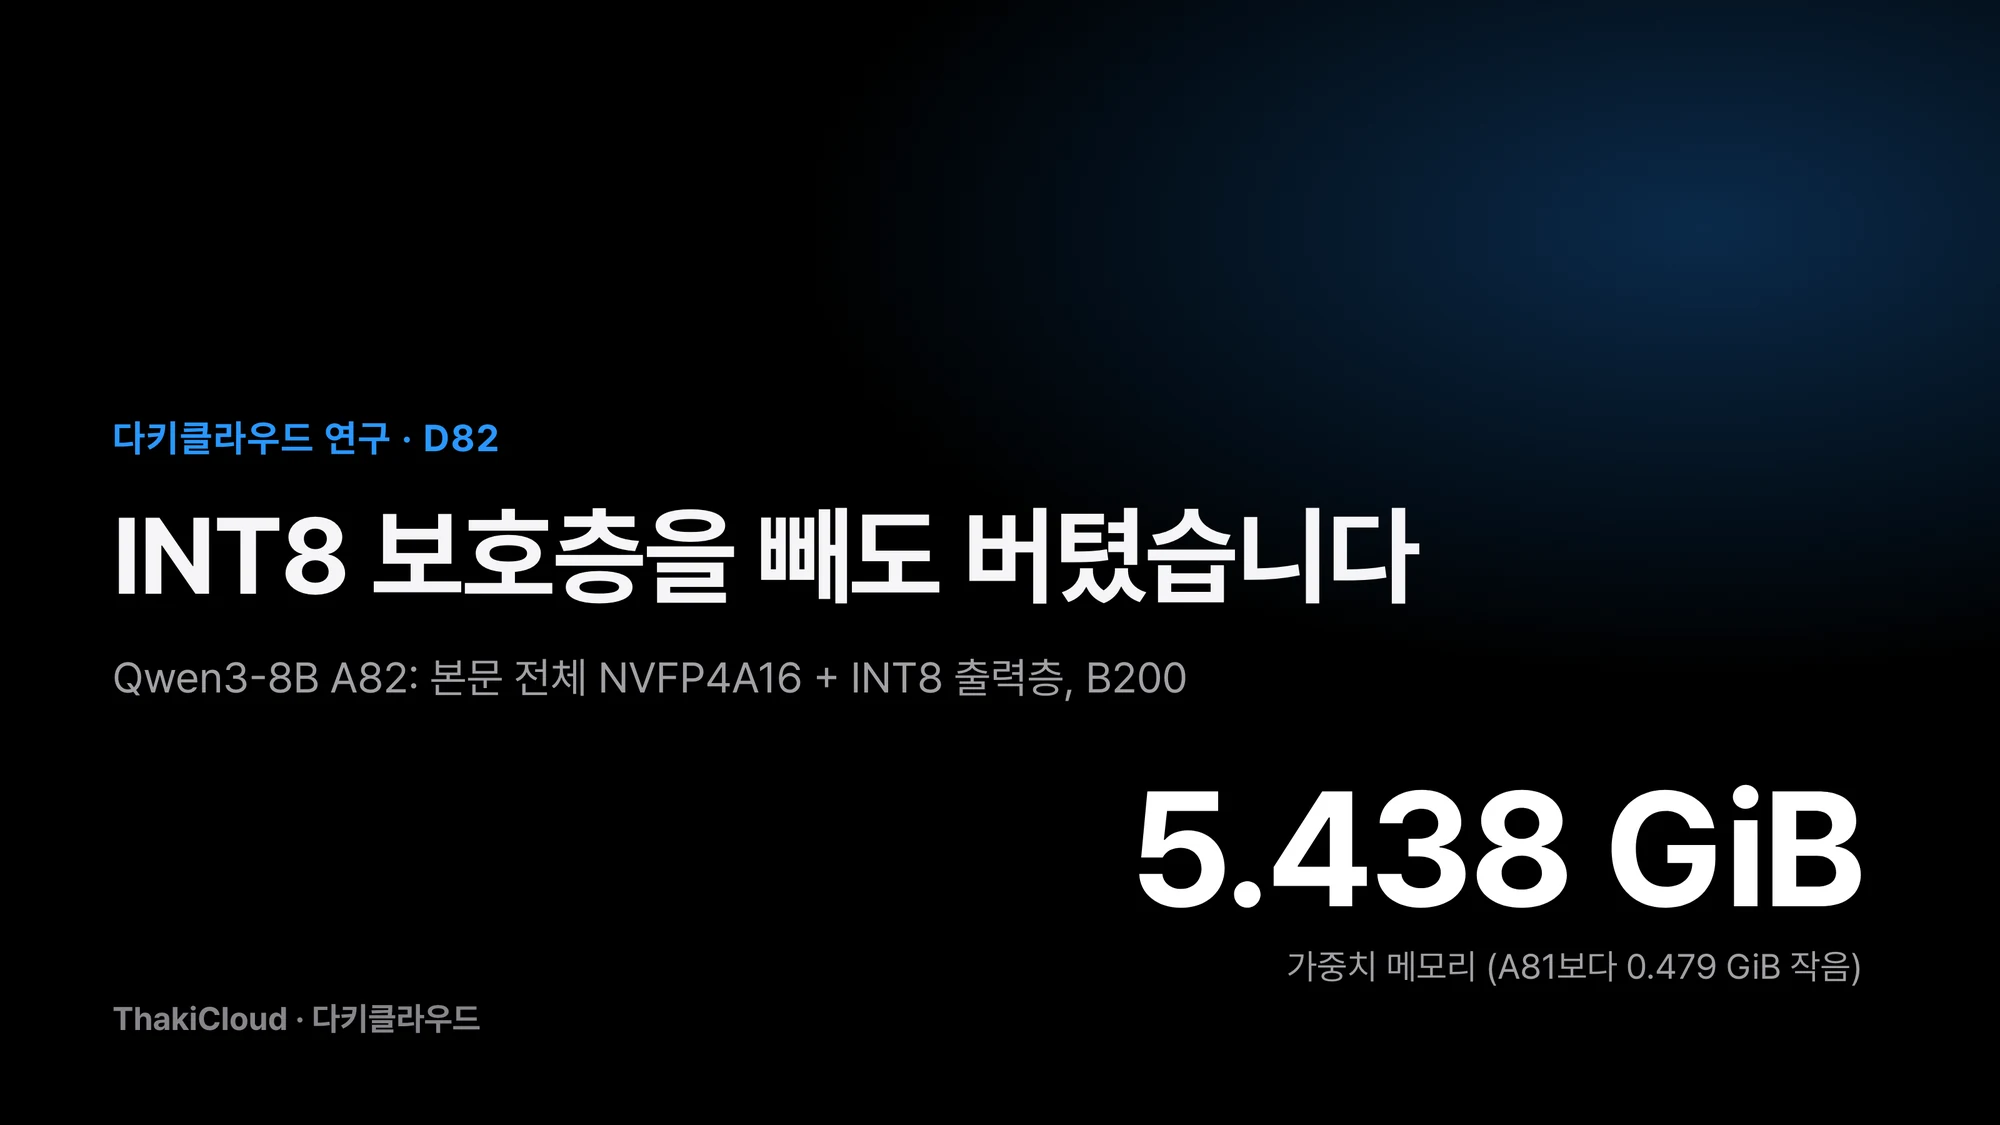 다키클라우드 연구 · D82
INT8 보호층을 빼도 버텼습니다
Qwen3-8B A82: 본문 전체 NVFP4A16 + INT8 출력층, B200
5.438 GiB
가중치 메모리 (A81보다 0.479 GiB 작음)
ThakiCloud · 다키클라우드